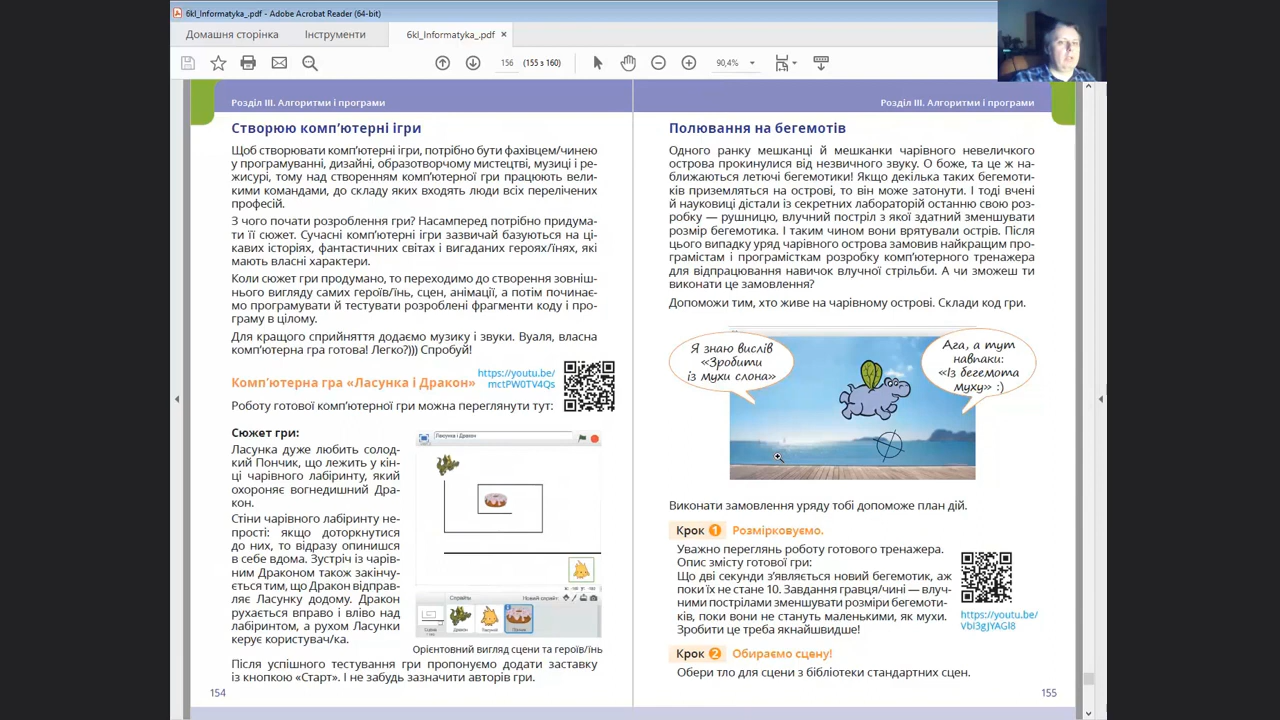 6kl_Informatyka_.pdf - Adobe Acrobat Reader (64-bit)
Домашня сторінка Інструменти 6kl_Informatyka_.pdf ×
156 (155 з 160) 90,4%
Розділ III. Алгоритми і програми
Створюю комп’ютерні ігри
Щоб створювати комп’ютерні ігри, потрібно бути фахівцем/чинею
у програмуванні, дизайні, образотворчому мистецтві, музиці і ре-
жисурі, тому над створенням комп’ютерної гри працюють вели-
кими командами, до складу яких входять люди всіх перелічених
професій.
З чого почати розроблення гри? Насамперед потрібно придума-
ти її сюжет. Сучасні комп’ютерні ігри зазвичай базуються на ці-
кавих історіях, фантастичних світах і вигаданих героях/їнях, які
мають власні характери.
Коли сюжет гри продумано, то переходимо до створення зовніш-
нього вигляду самих героїв/їнь, сцен, анімації, а потім починає-
мо програмувати й тестувати розроблені фрагменти коду і про-
граму в цілому.
Для кращого сприйняття додаємо музику і звуки. Вуаля, власна
комп’ютерна гра готова! Легко?))) Спробуй!
Комп’ютерна гра «Ласунка і Дракон»
https://youtu.be/
mctPW0TV4Qs
Роботу готової комп’ютерної гри можна переглянути тут:
Сюжет гри:
Ласунка дуже любить солод-
кий Пончик, що лежить у кін-
ці чарівного лабіринту, який
охороняє вогнедишний Дра-
кон.
Стіни чарівного лабіринту не-
прості: якщо доторкнутися
до них, то відразу опинишся
в себе вдома. Зустріч із чарів-
ним Драконом також закінчу-
ється тим, що Дракон відправ-
ляє Ласунку додому. Дракон
рухається вправо і вліво над
лабіринтом, а рухом Ласунки
керує користувач/ка.
Ласунка і Дракон
Спрайти Новий спрайт:
Сцена
Дракон
Ласунка
Пончик
Орієнтовний вигляд сцени та героїв/їнь
Після успішного тестування гри пропонуємо додати заставку
із кнопкою «Старт». І не забудь зазначити авторів гри.
154
Розділ III. Алгоритми і програми
Полювання на бегемотів
Одного ранку мешканці й мешканки чарівного невеличкого
острова прокинулися від незвичного звуку. О боже, та це ж на-
ближаються летючі бегемотики! Якщо декілька таких бегемоти-
ків приземляться на острові, то він може затонути. І тоді вчені
й науковиці дістали із секретних лабораторій останню свою роз-
робку — рушницю, влучний постріл з якої здатний зменшувати
розмір бегемотика. І таким чином вони врятували острів. Після
цього випадку уряд чарівного острова замовив найкращим про-
грамістам і програмісткам розробку комп’ютерного тренажера
для відпрацювання навичок влучної стрільби. А чи зможеш ти
виконати це замовлення?
Допоможи тим, хто живе на чарівному острові. Склади код гри.
Я знаю вислів
«Зробити
із мухи слона»
Ага, а тут
навпаки:
«Із бегемота
муху» :)
Виконати замовлення уряду тобі допоможе план дій.
Крок 1 Розмірковуємо.
Уважно переглянь роботу готового тренажера.
Опис змісту готової гри:
Що дві секунди з’являється новий бегемотик, аж
поки їх не стане 10. Завдання гравця/чині — влуч-
ними пострілами зменшувати розміри бегемоти-
ків, поки вони не стануть маленькими, як мухи.
Зробити це треба якнайшвидше!
https://youtu.be/
Vbi3gJYAGl8
Крок 2 Обираємо сцену!
Обери тло для сцени з бібліотеки стандартних сцен.
155